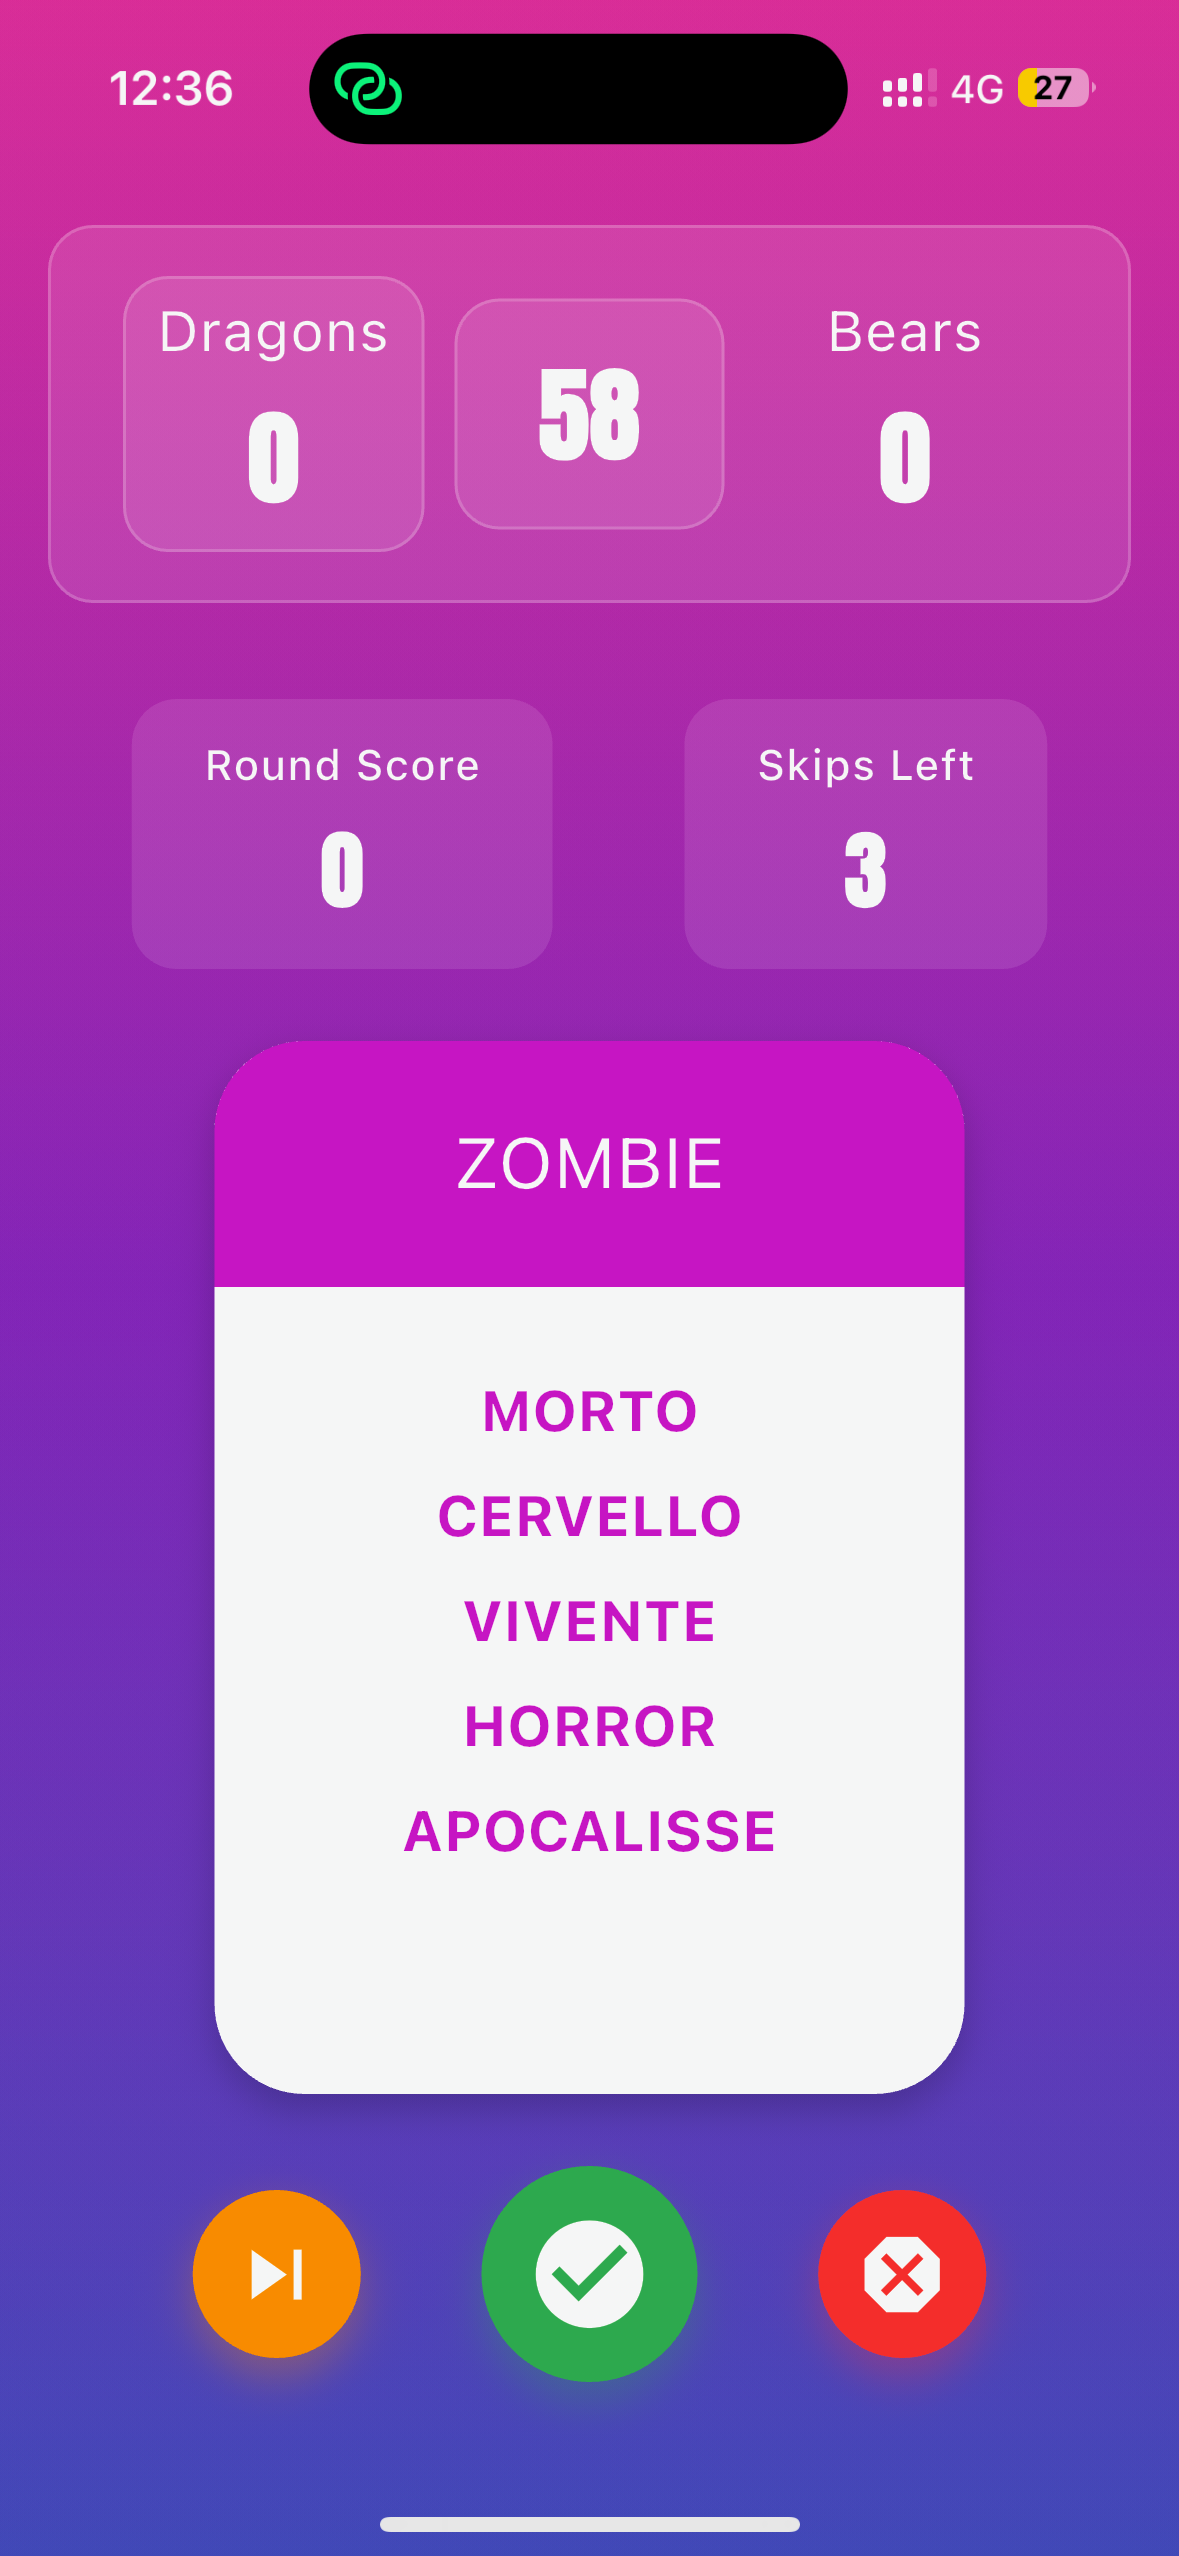 12:36
4G 27
Dragons
0
58
Bears
0
Round Score
0
Skips Left
3
ZOMBIE
MORTO
CERVELLO
VIVENTE
HORROR
APOCALISSE